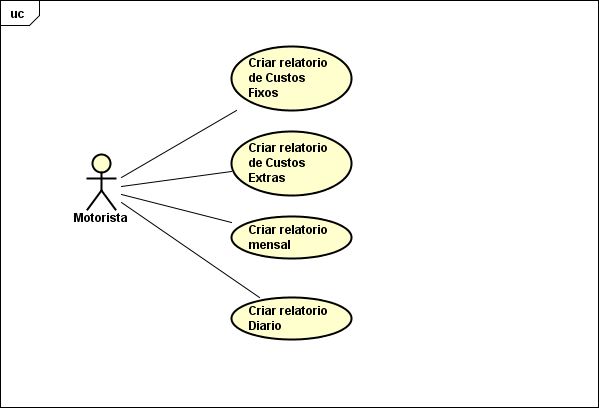 uc
Criar relatorio
de Custos
Fixos
Criar relatorio
de Custos
Extras
Motorista
Criar relatorio
mensal
Criar relatorio
Diario